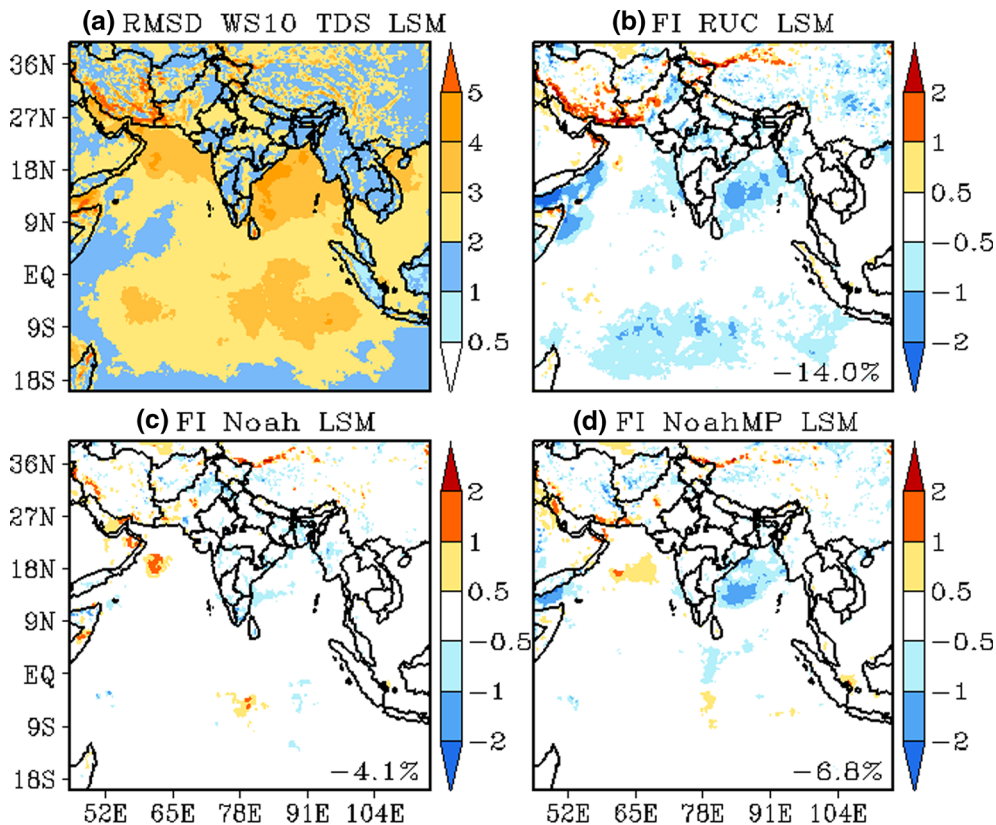 (a) RMSD WS10 TDS LSM
(b) FI RUC LSM
36N
27N
18N
9N
EQ
9S
18S
5
4
3
2
1
0.5
2
1
0.5
−0.5
−1
−2
−14.0%
(c) FI Noah LSM
(d) FI NoahMP LSM
36N
27N
18N
9N
EQ
9S
18S
2
1
0.5
−0.5
−1
−2
−4.1%
2
1
0.5
−0.5
−1
−2
−6.8%
52E 65E 78E 91E 104E
52E 65E 78E 91E 104E